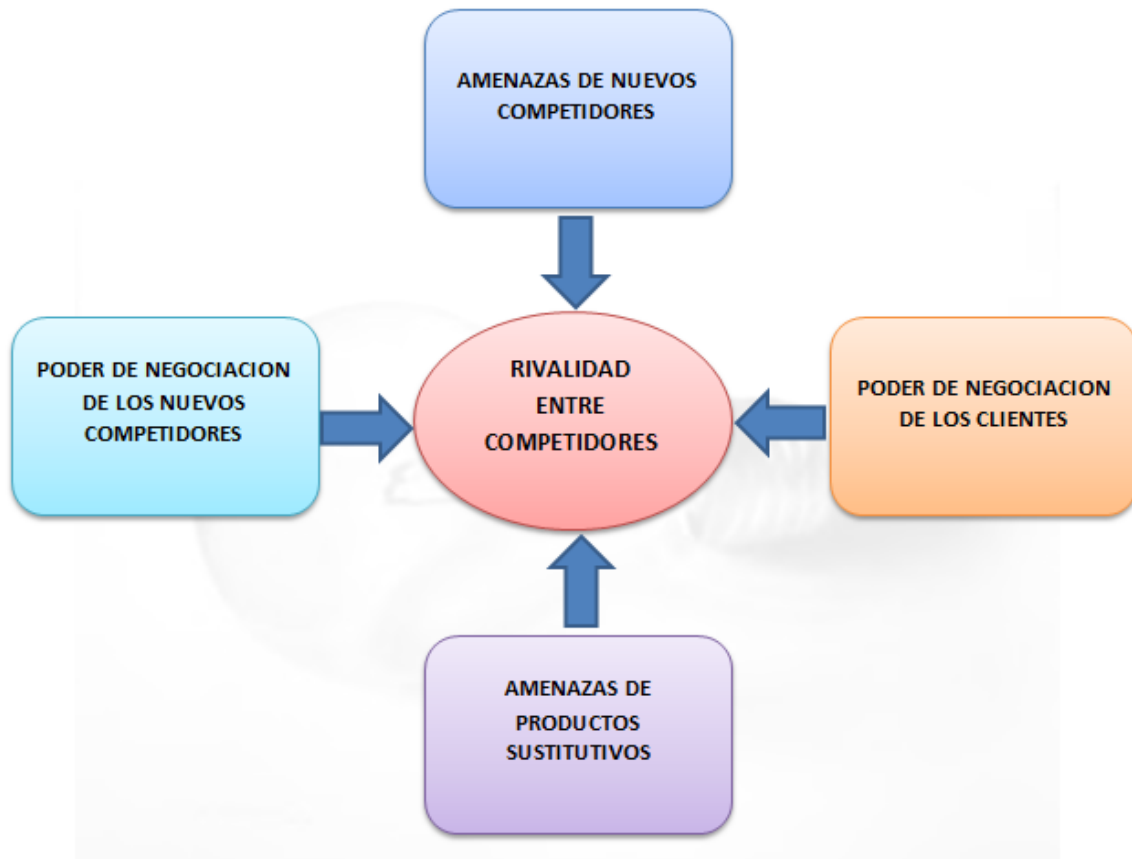 AMENAZAS DE NUEVOS
COMPETIDORES
PODER DE NEGOCIACION
DE LOS NUEVOS
COMPETIDORES
RIVALIDAD
ENTRE
COMPETIDORES
PODER DE NEGOCIACION
DE LOS CLIENTES
AMENAZAS DE
PRODUCTOS
SUSTITUTIVOS